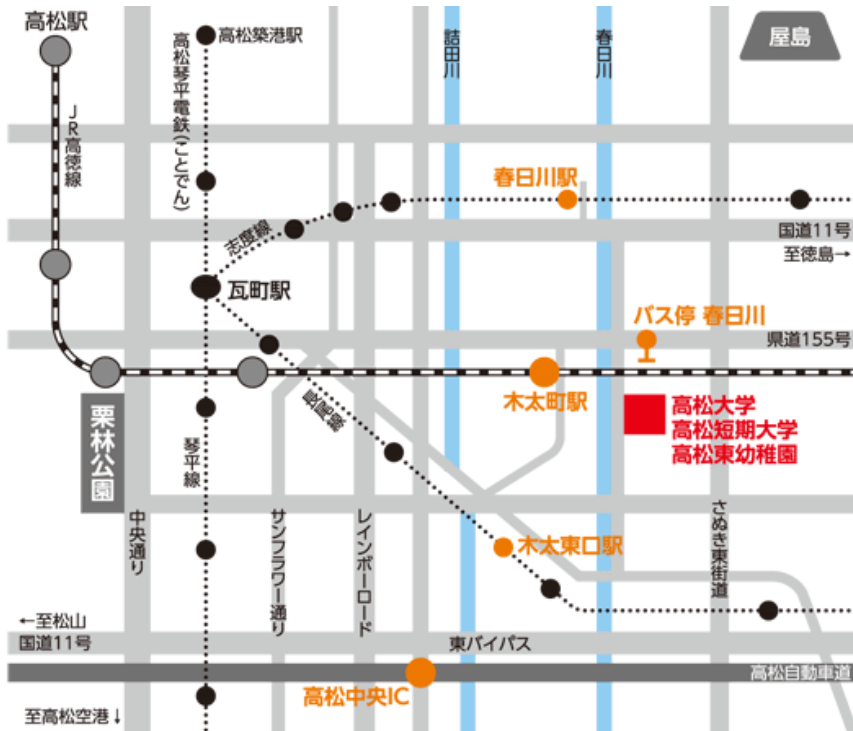 高松駅
高松築港駅
詰田川
春日川
屋島
高松琴平電鉄(ことでん)
JR高徳線
春日川駅
国道11号
至徳島→
志度線
瓦町駅
バス停 春日川
県道155号
木太町駅
長尾線
栗林公園
高松大学
高松短期大学
高松東幼稚園
琴平線
中央通り
サンフラワー通り
レインボーロード
さぬき東街道
木太東口駅
←至松山
国道11号
東バイパス
高松自動車道
高松中央IC
至高松空港↓